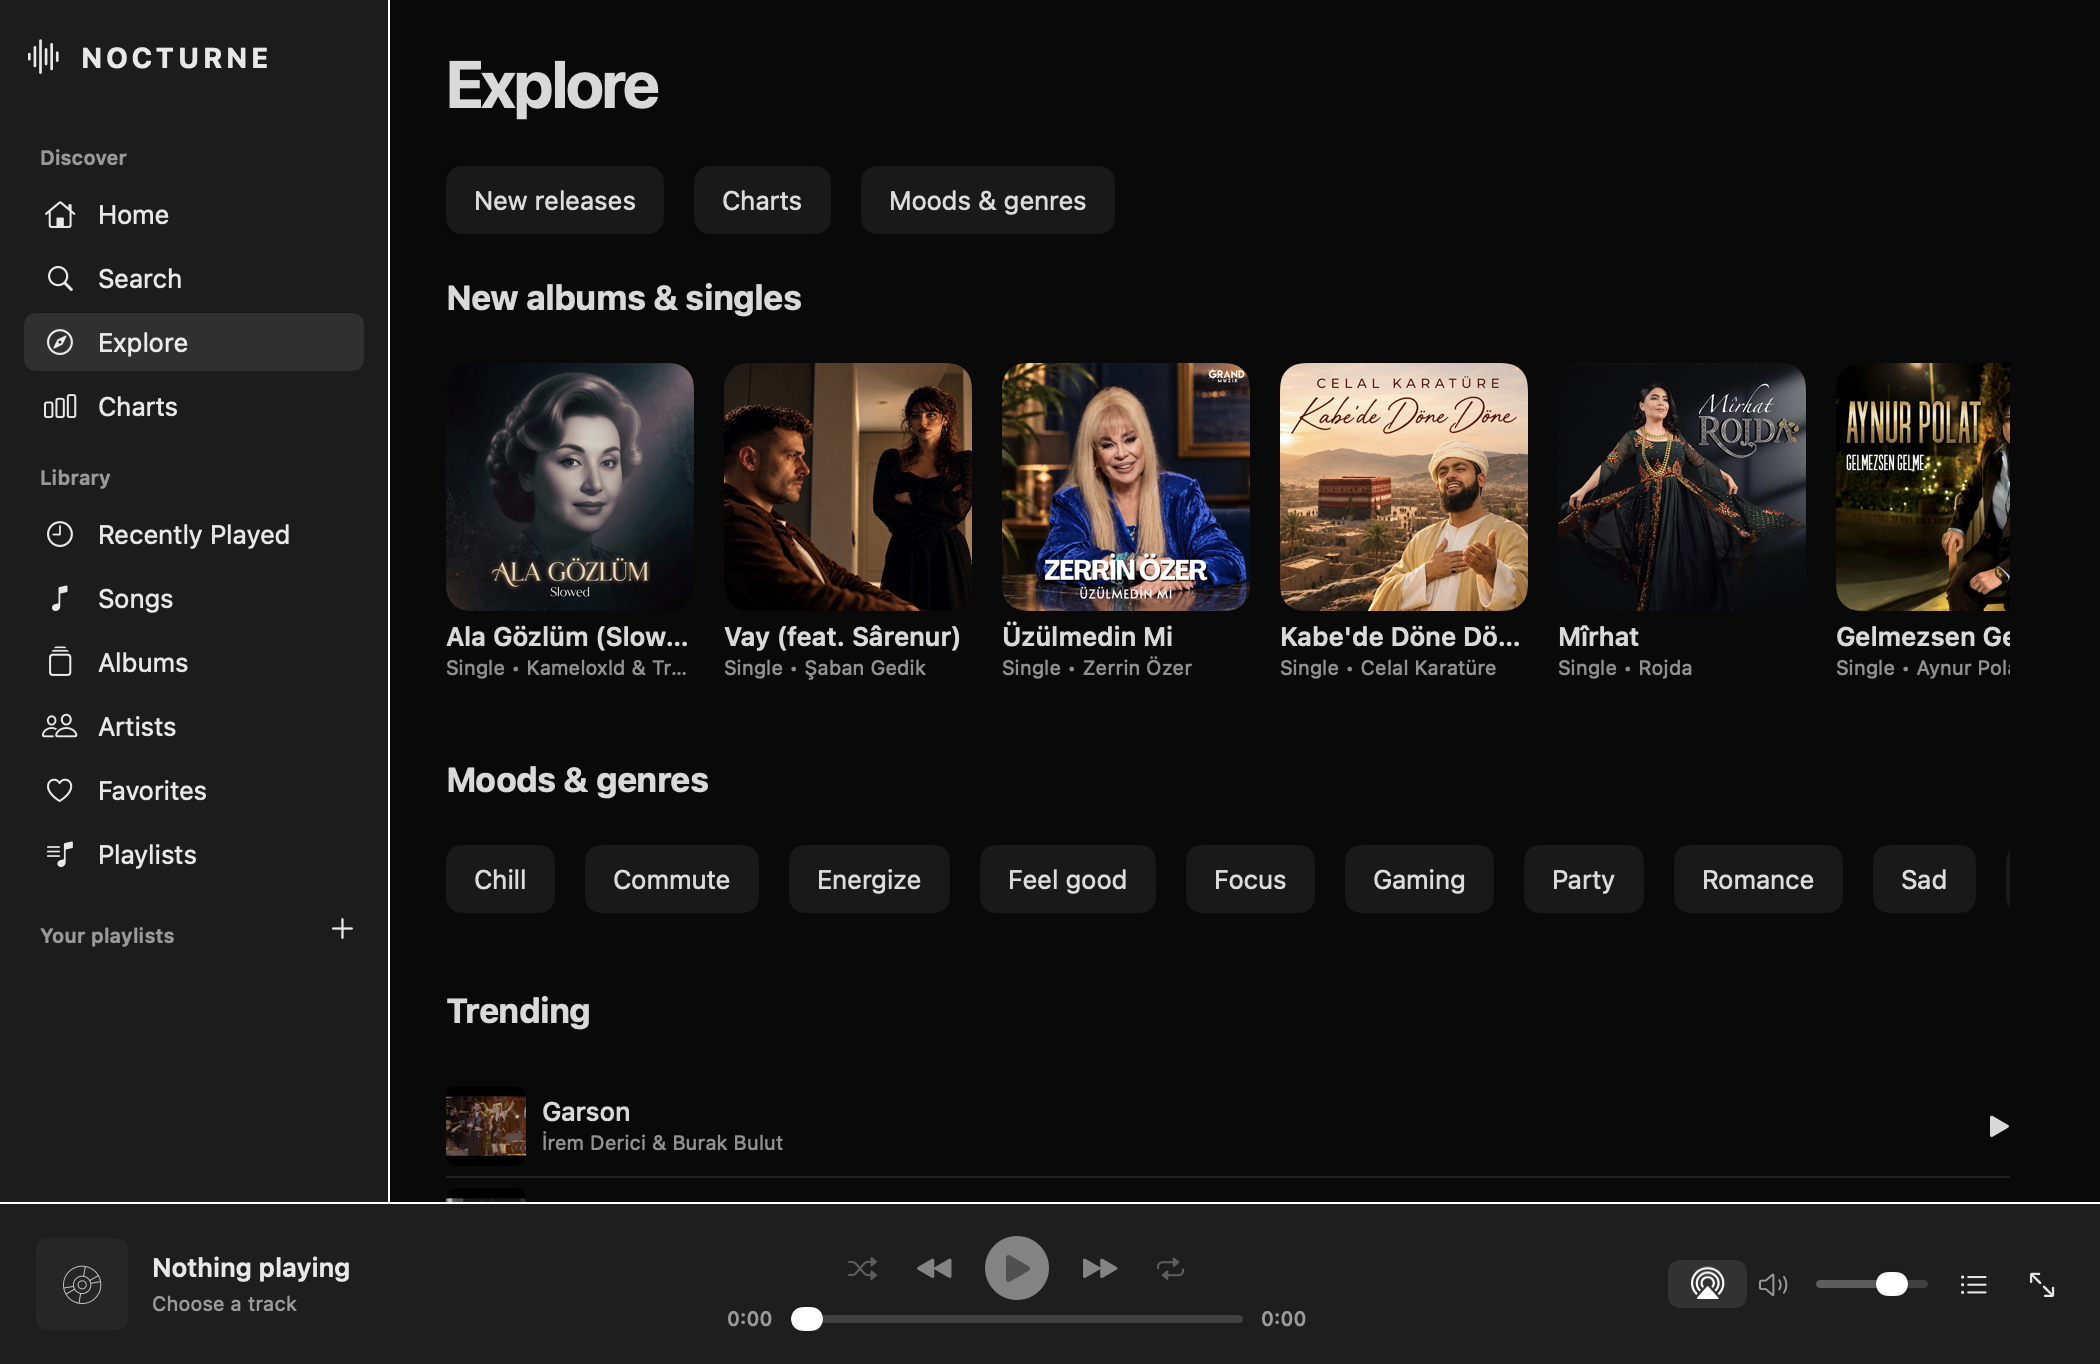 NOCTURNE
Discover
Home
Search
Explore
Charts
Library
Recently Played
Songs
Albums
Artists
Favorites
Playlists
Your playlists
Explore
New releases
Charts
Moods & genres
New albums & singles
ALA GÖZLÜM
Slowed
Ala Gözlüm (Slow...
Single • Kameloxld & Tr...
Vay (feat. Sârenur)
Single • Şaban Gedik
GRAND
MÜZİK
ZERRİN ÖZER
ÜZÜLMEDİN Mİ
Üzülmedin Mi
Single • Zerrin Özer
CELAL KARATÜRE
Kabe'de Döne Döne
Kabe'de Döne Dö...
Single • Celal Karatüre
Mîrhat
ROJDA
Mîrhat
Single • Rojda
AYNUR POLAT
GELMEZSEN GELME
Gelmezsen Ge
Single • Aynur Pola
Moods & genres
Chill
Commute
Energize
Feel good
Focus
Gaming
Party
Romance
Sad
Trending
Garson
İrem Derici & Burak Bulut
Nothing playing
Choose a track
0:00
0:00